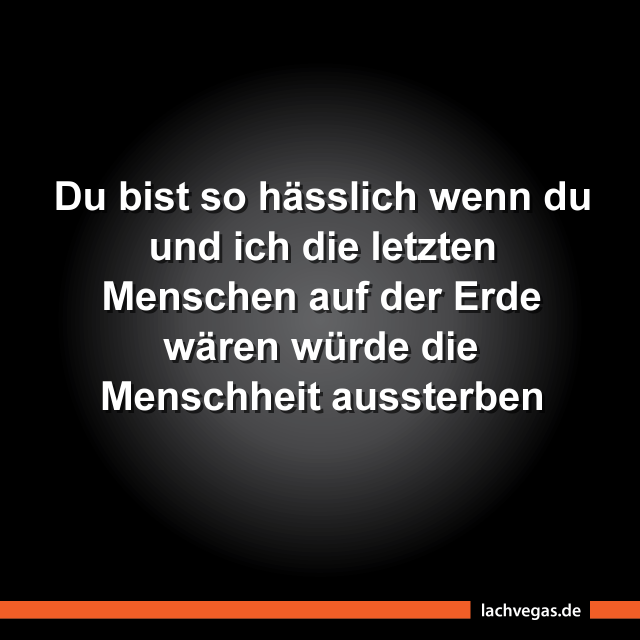 Du bist so hässlich wenn du
und ich die letzten
Menschen auf der Erde
wären würde die
Menschheit aussterben
lachvegas.de